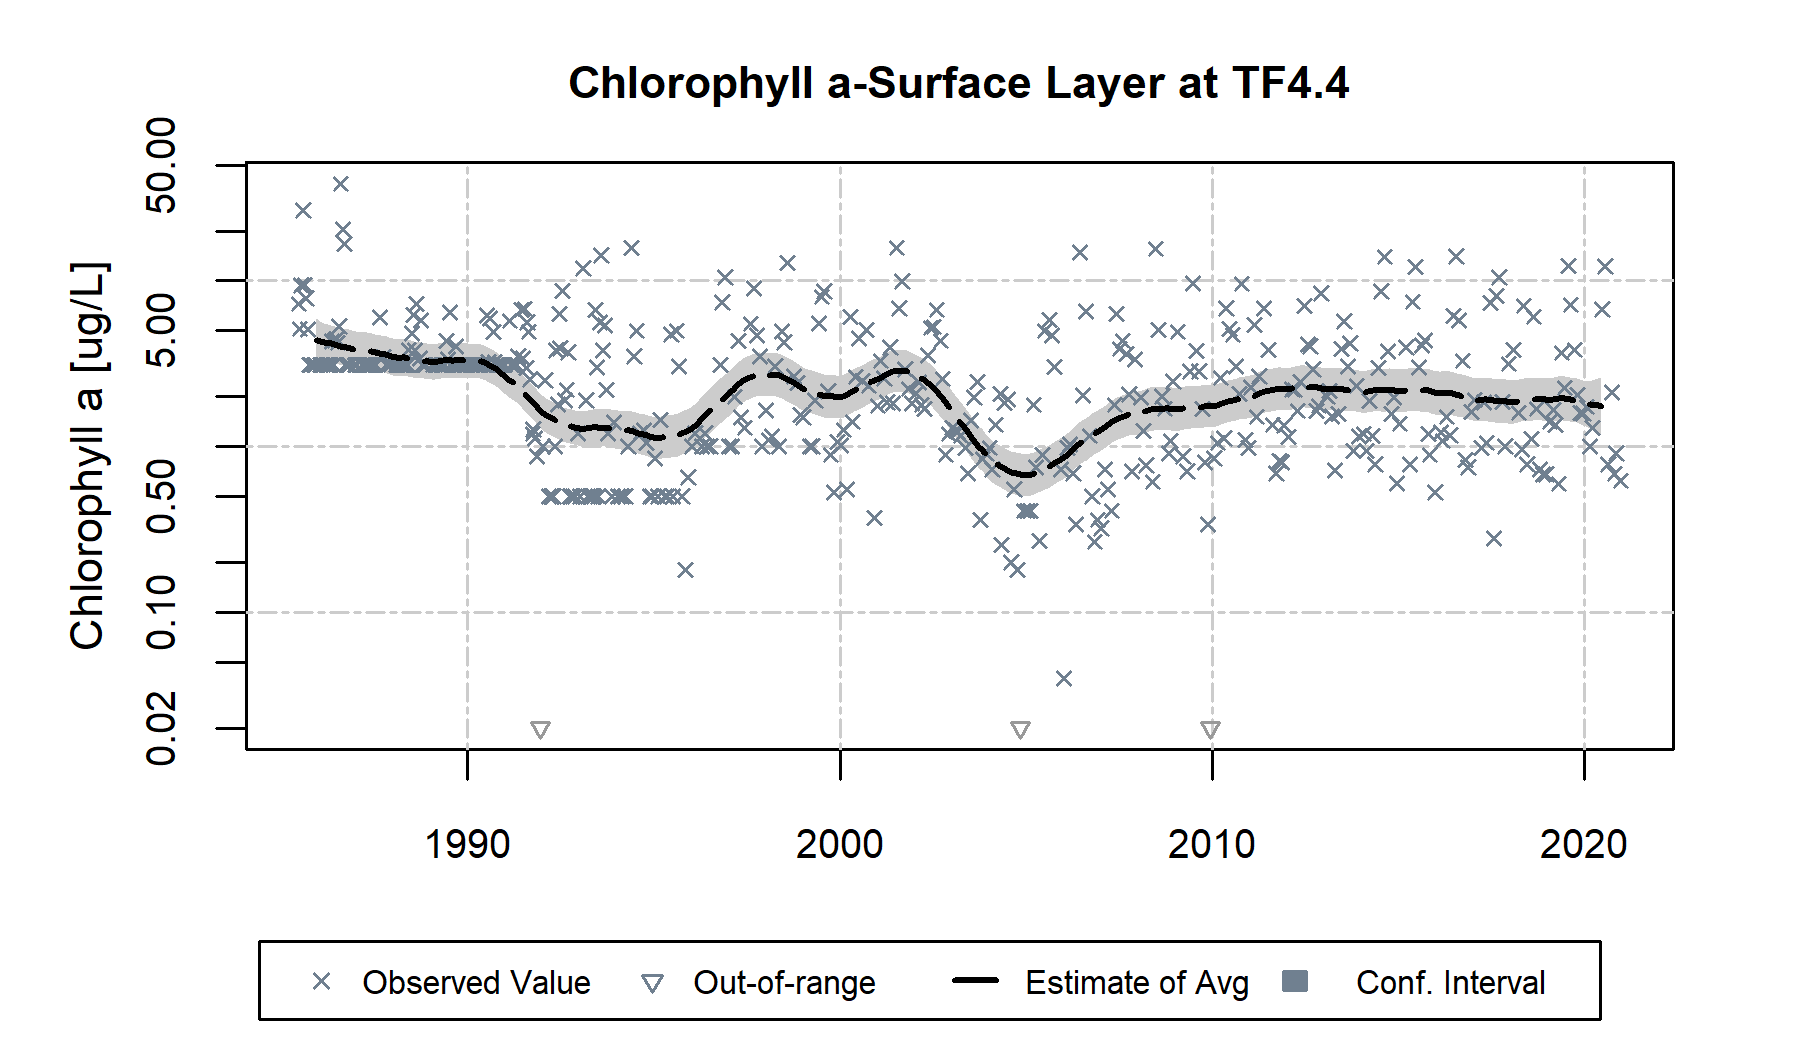 Chlorophyll a-Surface Layer at TF4.4
Chlorophyll a [ug/L]
50.00
5.00
0.50
0.10
0.02
1990 2000 2010 2020
Observed Value Out-of-range Estimate of Avg Conf. Interval